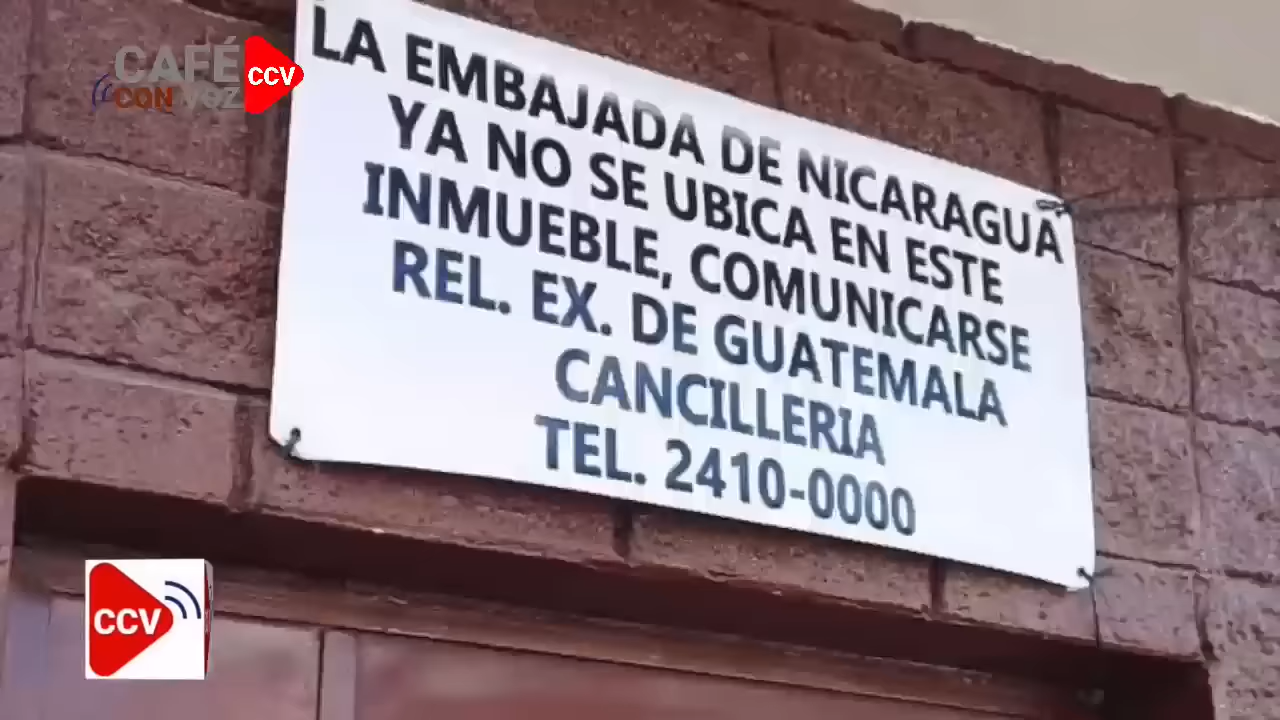 CAFÉ
CON VOZ
CCV
LA EMBAJADA DE NICARAGUA
YA NO SE UBICA EN ESTE
INMUEBLE, COMUNICARSE
REL. EX. DE GUATEMALA
CANCILLERIA
TEL. 2410-0000
CCV